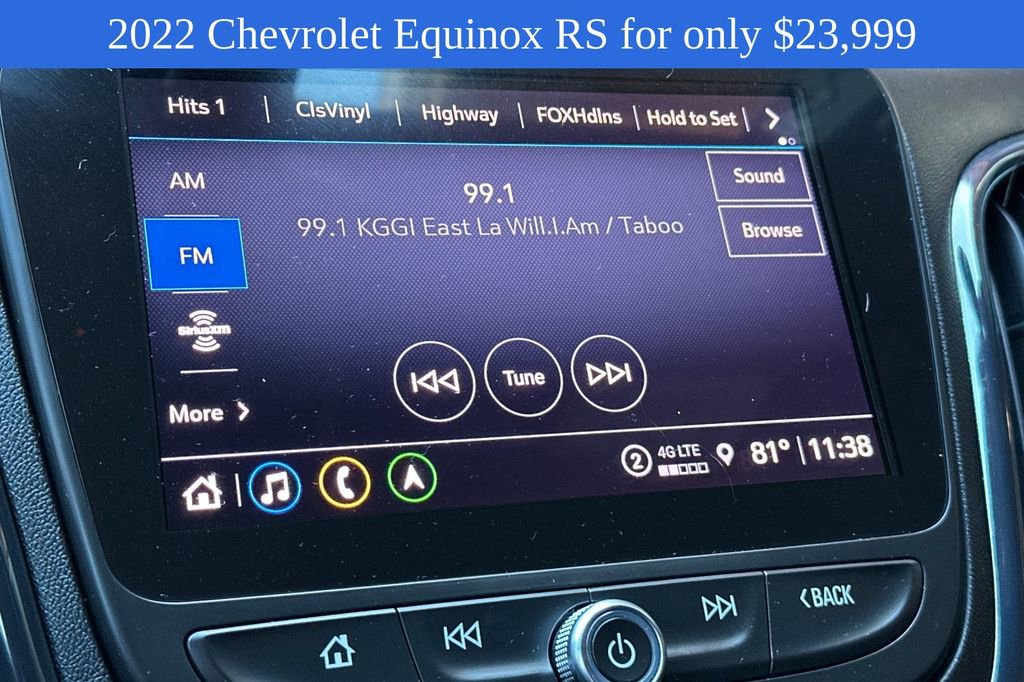 2022 Chevrolet Equinox RS for only $23,999
Hits 1 | ClsVinyl | Highway | FOXHdlns | Hold to Set |
AM
99.1
Sound
99.1 KGGI East La Will.I.Am / Taboo
Browse
FM
SiriusXM
Tune
More
2 4G LTE 81° | 11:38
BACK